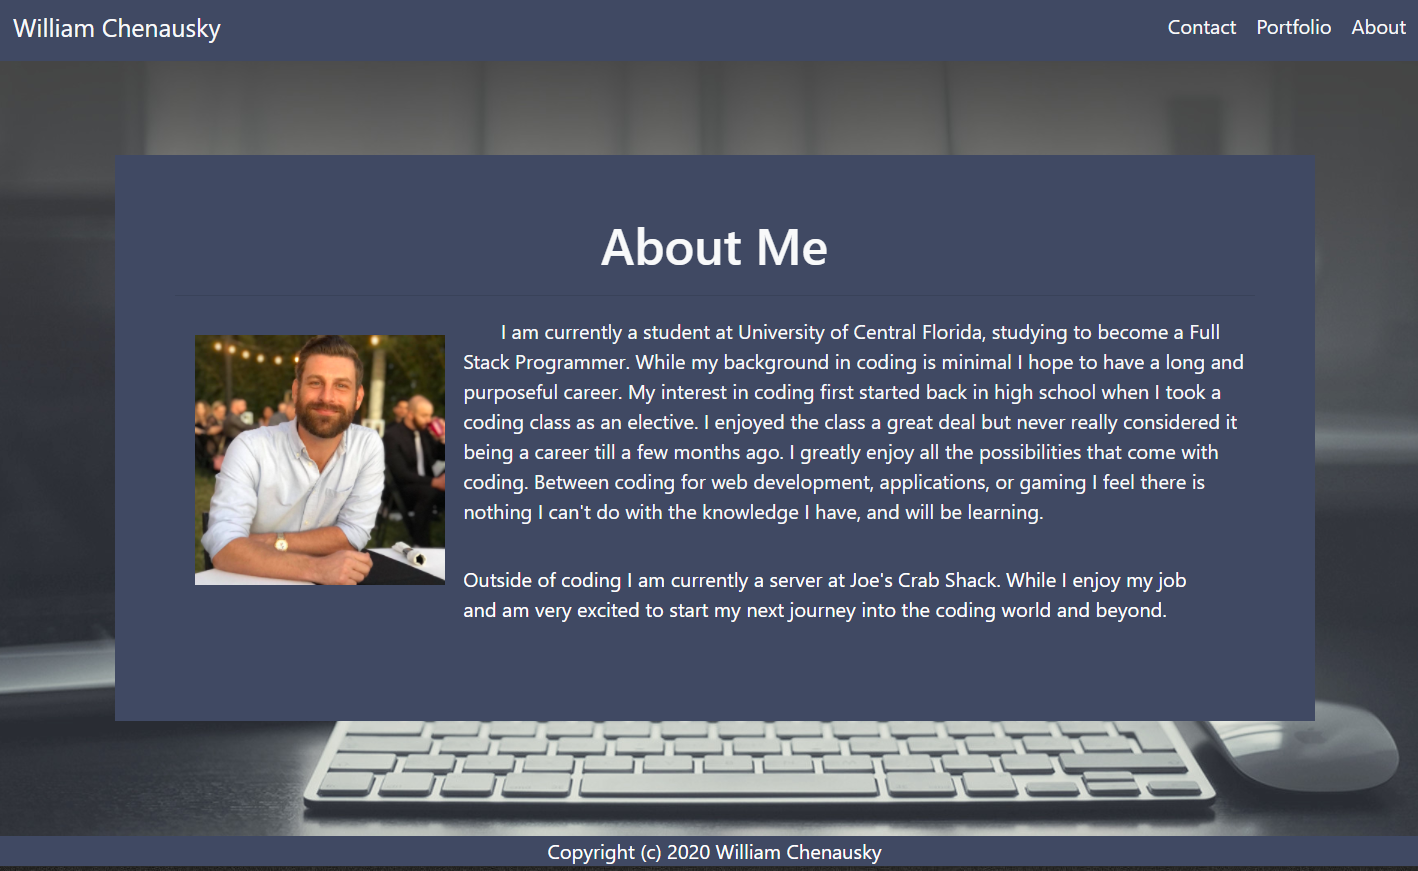 William Chenausky
Contact Portfolio About
About Me
I am currently a student at University of Central Florida, studying to become a Full
Stack Programmer. While my background in coding is minimal I hope to have a long and
purposeful career. My interest in coding first started back in high school when I took a
coding class as an elective. I enjoyed the class a great deal but never really considered it
being a career till a few months ago. I greatly enjoy all the possibilities that come with
coding. Between coding for web development, applications, or gaming I feel there is
nothing I can't do with the knowledge I have, and will be learning.
Outside of coding I am currently a server at Joe's Crab Shack. While I enjoy my job
and am very excited to start my next journey into the coding world and beyond.
Copyright (c) 2020 William Chenausky